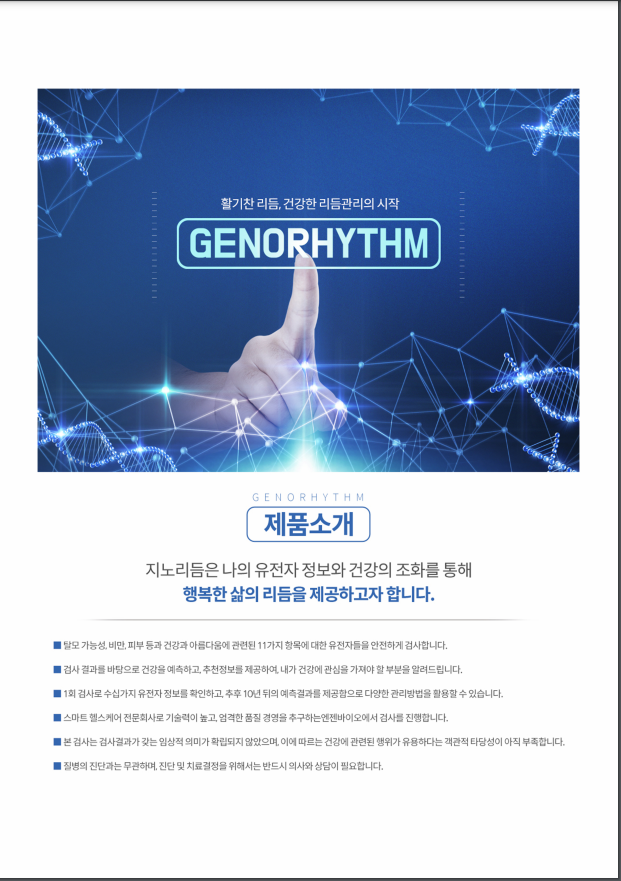 활기찬 리듬, 건강한 리듬관리의 시작
GENORHYTHM
GENORHYTHM
제품소개
지노리듬은 나의 유전자 정보와 건강의 조화를 통해
행복한 삶의 리듬을 제공하고자 합니다.
■ 탈모 가능성, 비만, 피부 등과 건강과 아름다움에 관련된 11가지 항목에 대한 유전자들을 안전하게 검사합니다.
■ 검사 결과를 바탕으로 건강을 예측하고, 추천정보를 제공하여, 내가 건강에 관심을 가져야 할 부분을 알려드립니다.
■ 1회 검사로 수십가지 유전자 정보를 확인하고, 추후 10년 뒤의 예측결과를 제공함으로 다양한 관리방법을 활용할 수 있습니다.
■ 스마트 헬스케어 전문회사로 기술력이 높고, 엄격한 품질 경영을 추구하는엔젠바이오에서 검사를 진행합니다.
■ 본 검사는 검사결과가 갖는 임상적 의미가 확립되지 않았으며, 이에 따르는 건강에 관련된 행위가 유용하다는 객관적 타당성이 아직 부족합니다.
■ 질병의 진단과는 무관하며, 진단 및 치료결정을 위해서는 반드시 의사와 상담이 필요합니다.